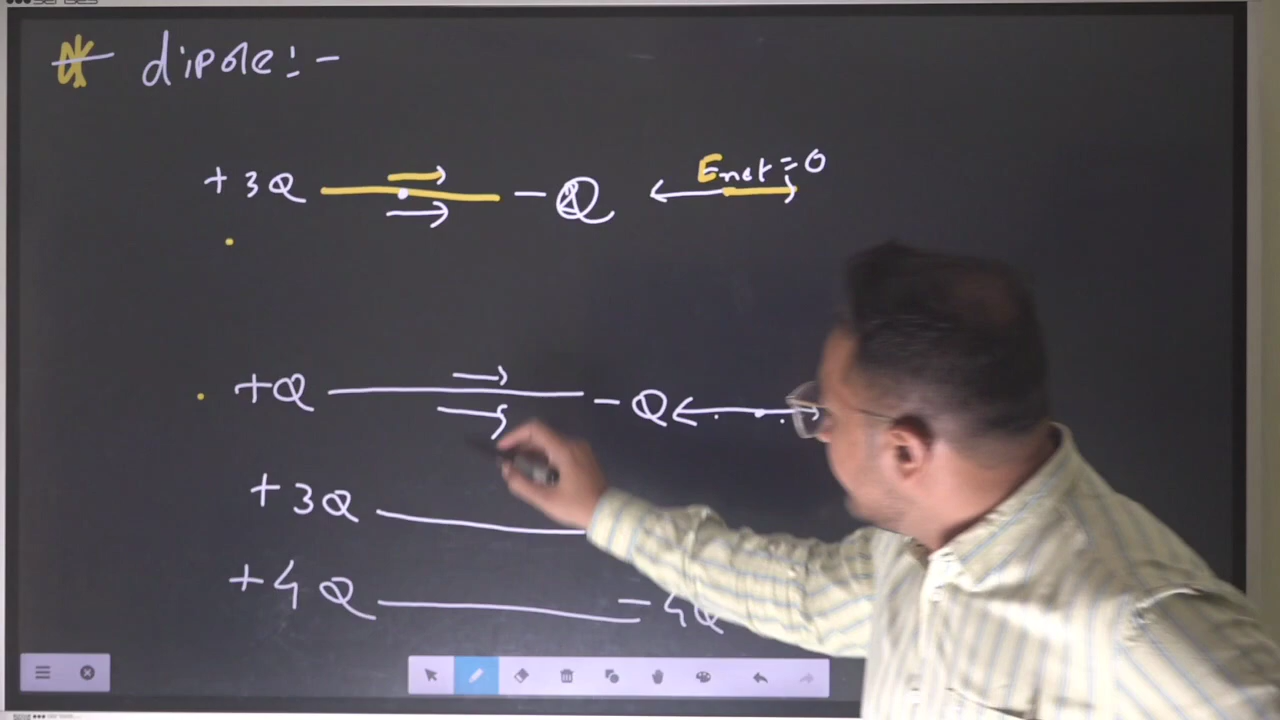 * dipole :-
+3Q - Q Enet = 0
+Q - Q
+3Q
+4Q - 4Q